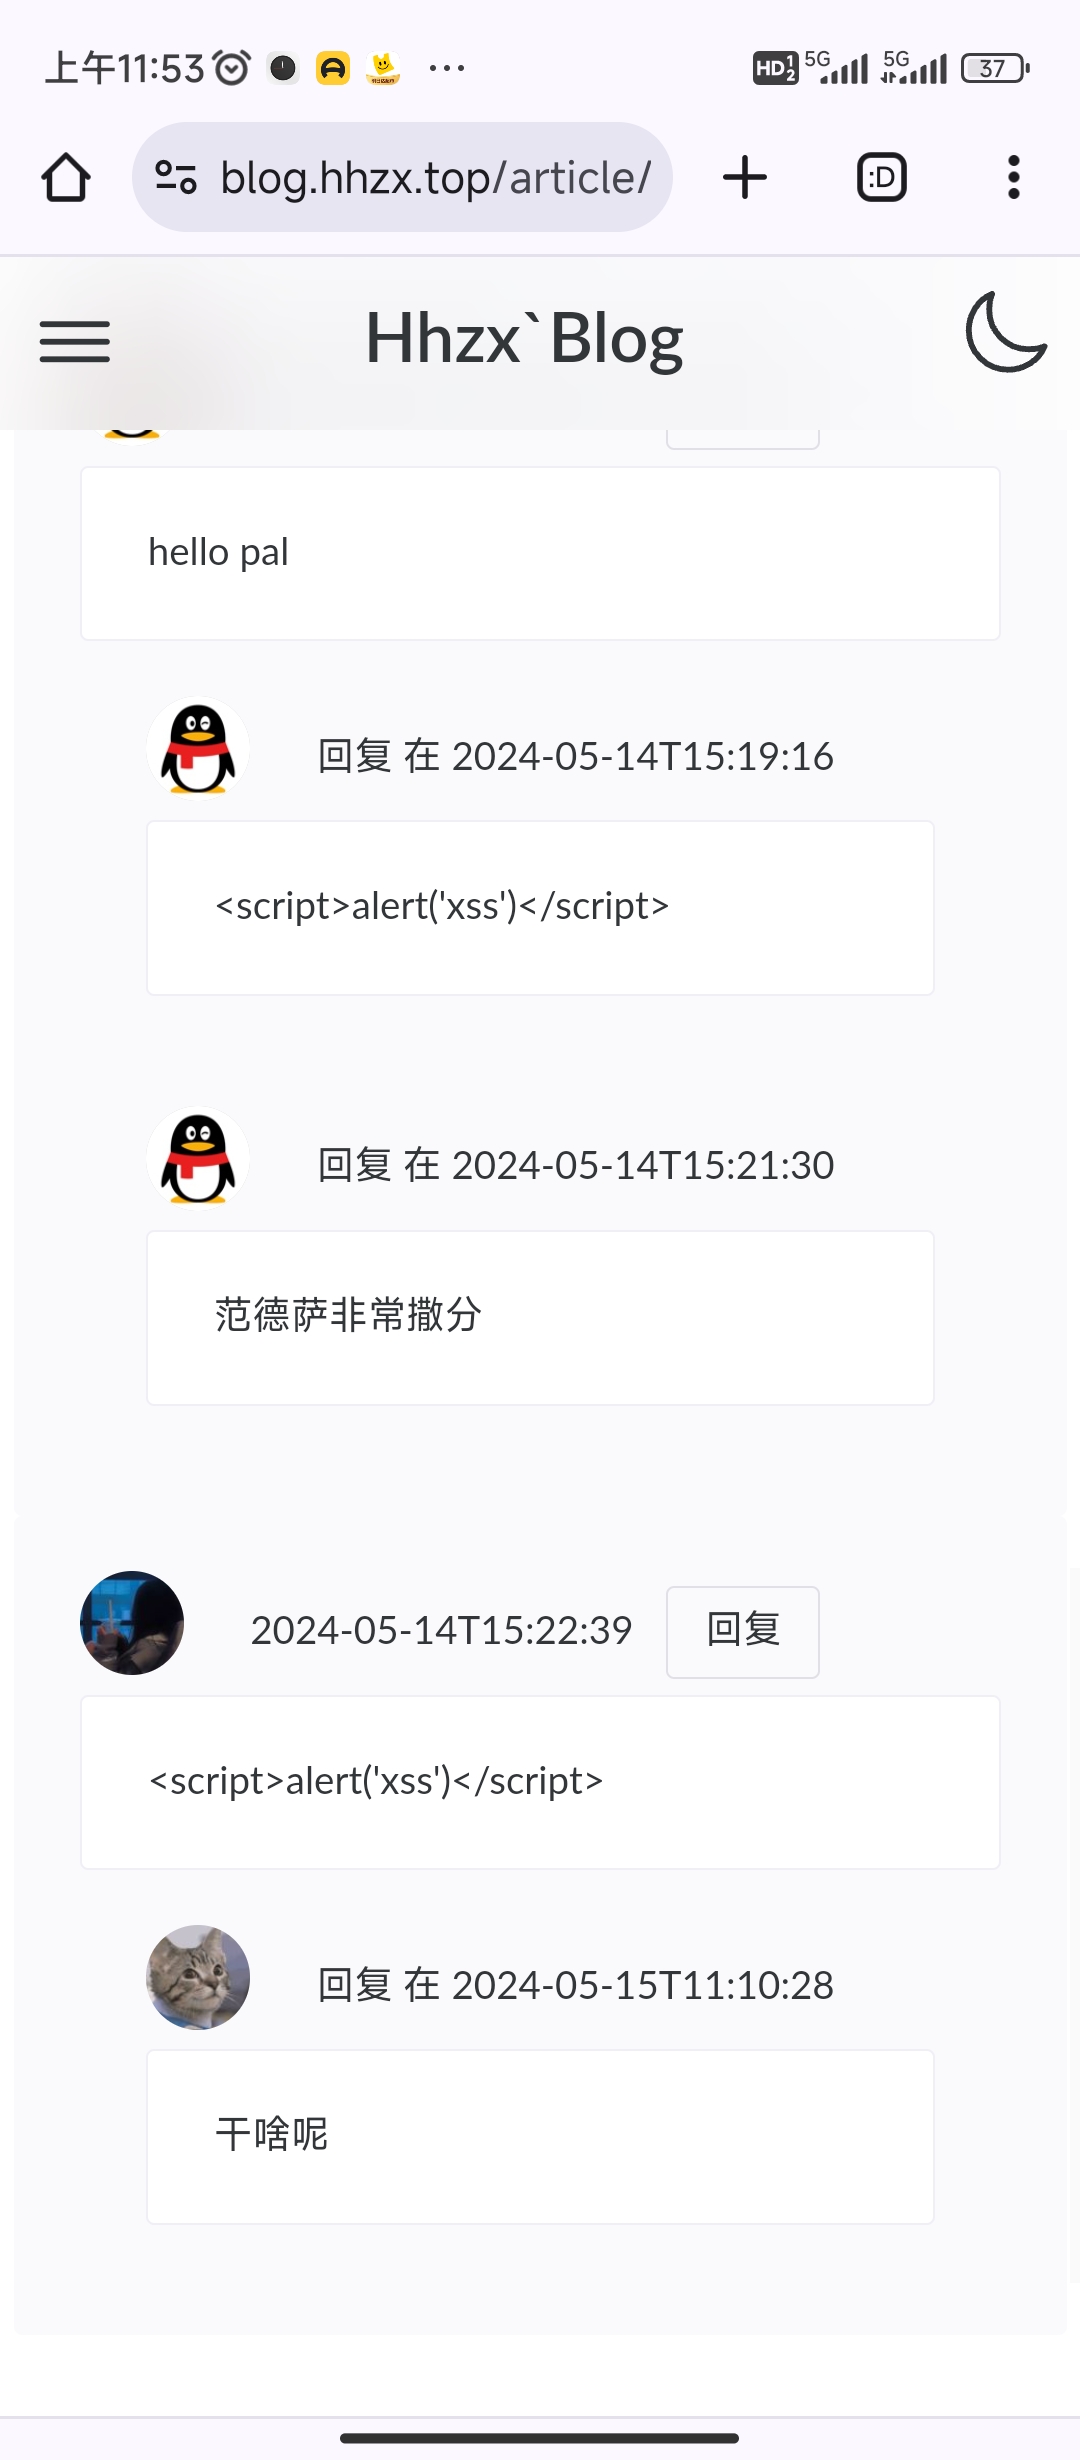 上午11:53
HD 1 2 5G 5G 37
blog.hhzx.top/article/
:D
Hhzx`Blog
hello pal
回复 在 2024-05-14T15:19:16
<script>alert('xss')</script>
回复 在 2024-05-14T15:21:30
范德萨非常撒分
2024-05-14T15:22:39 回复
<script>alert('xss')</script>
回复 在 2024-05-15T11:10:28
干啥呢